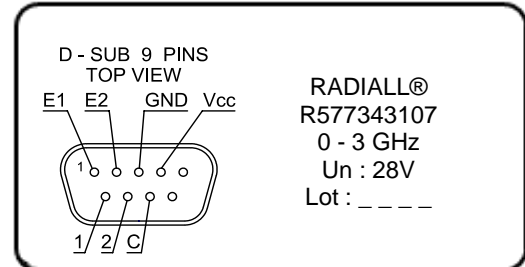 D - SUB 9 PINS
TOP VIEW
E1 E2 GND Vcc
1
1 2 C
RADIALL®
R577343107
0 - 3 GHz
Un : 28V
Lot : _ _ _ _